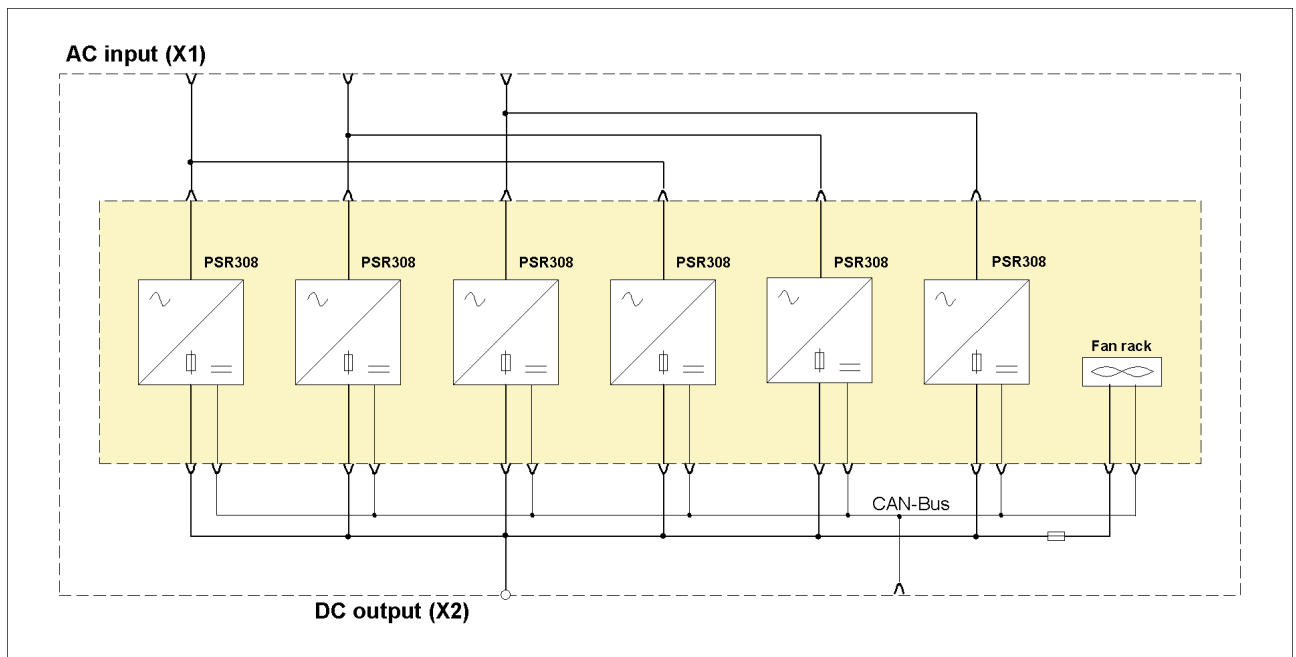 AC input (X1)
PSR308
PSR308
PSR308
PSR308
PSR308
PSR308
Fan rack
CAN-Bus
DC output (X2)